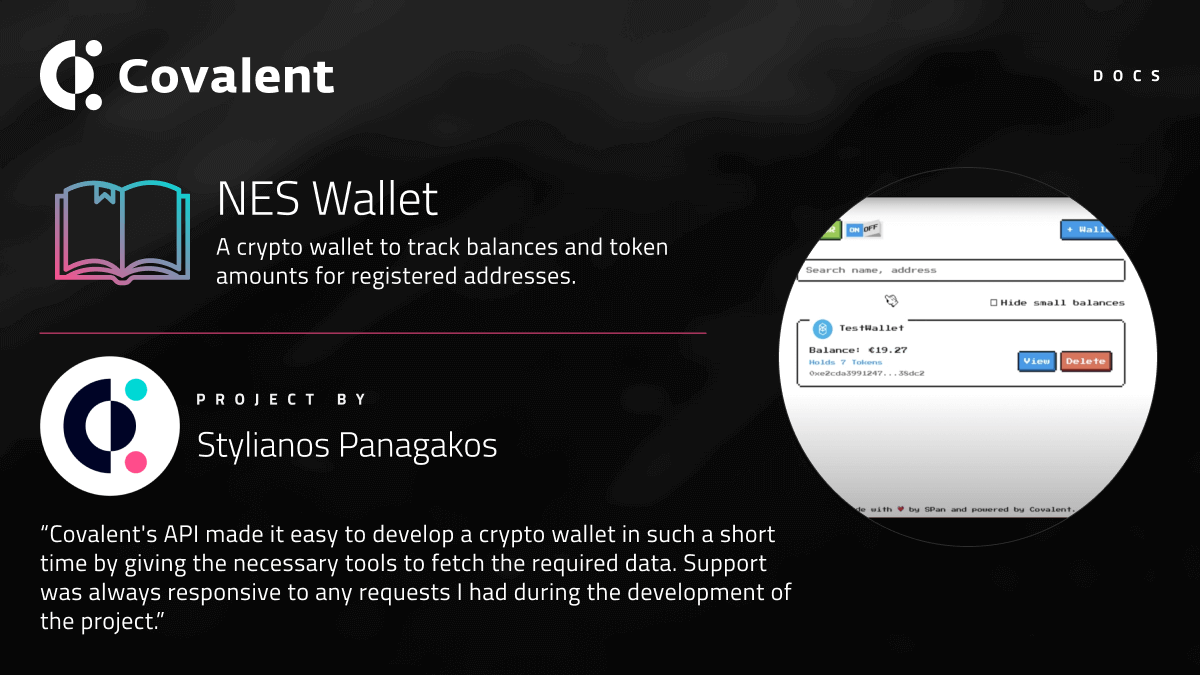 Covalent
DOCS
NES Wallet
A crypto wallet to track balances and token
amounts for registered addresses.
PROJECT BY
Stylianos Panagakos
“Covalent's API made it easy to develop a crypto wallet in such a short
time by giving the necessary tools to fetch the required data. Support
was always responsive to any requests I had during the development of
the project.”
ON OFF
+ Wall
Search name, address
Hide small balances
TestWallet
Balance: €19.27
Holds 7 Tokens
0xe2cda3991247...38dc2
View Delete
de with ♥ by SPan and powered by Covalent.